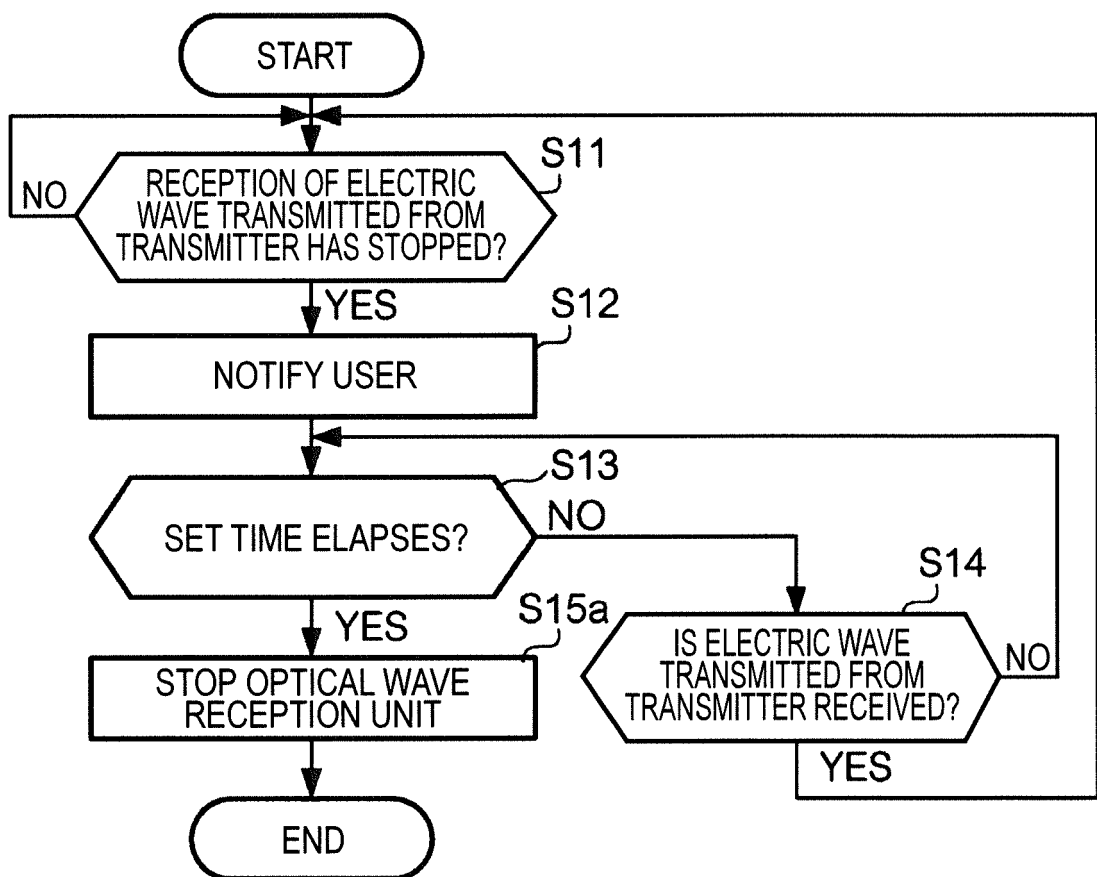 START
S11
RECEPTION OF ELECTRIC
WAVE TRANSMITTED FROM
TRANSMITTER HAS STOPPED?
NO
YES
S12
NOTIFY USER
S13
SET TIME ELAPSES?
NO
YES
S14
IS ELECTRIC WAVE
TRANSMITTED FROM
TRANSMITTER RECEIVED?
NO
YES
S15a
STOP OPTICAL WAVE
RECEPTION UNIT
END